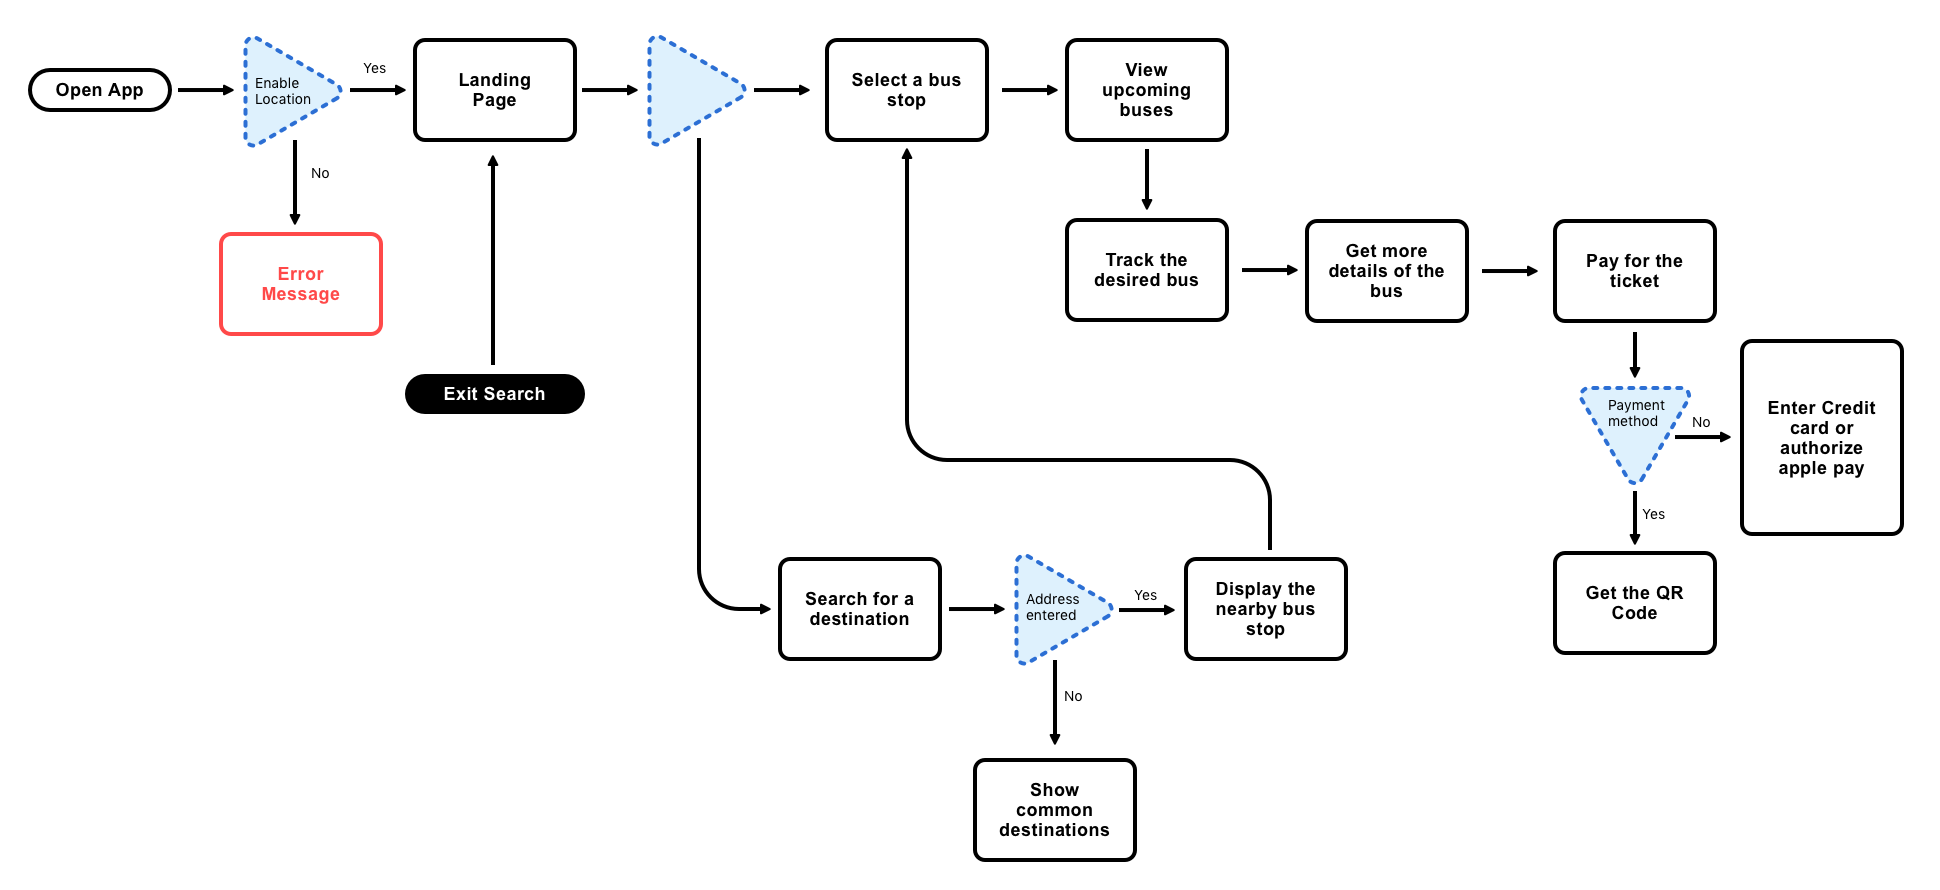 Open App
Enable
Location
Yes
No
Error
Message
Landing
Page
Exit Search
Select a bus
stop
View
upcoming
buses
Track the
desired bus
Get more
details of the
bus
Pay for the
ticket
Payment
method
No
Enter Credit
card or
authorize
apple pay
Yes
Get the QR
Code
Search for a
destination
Address
entered
Yes
Display the
nearby bus
stop
No
Show
common
destinations